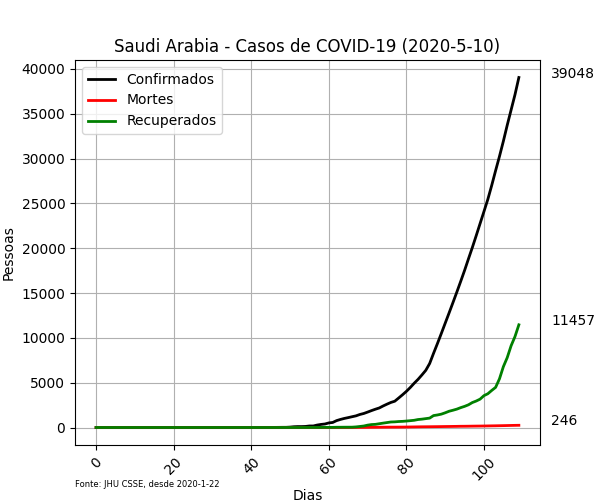 Saudi Arabia - Casos de COVID-19 (2020-5-10)
Confirmados
Mortes
Recuperados
40000
35000
30000
25000
20000
15000
10000
5000
0
Pessoas
39048
11457
246
0 20 40 60 80 100
Fonte: JHU CSSE, desde 2020-1-22
Dias